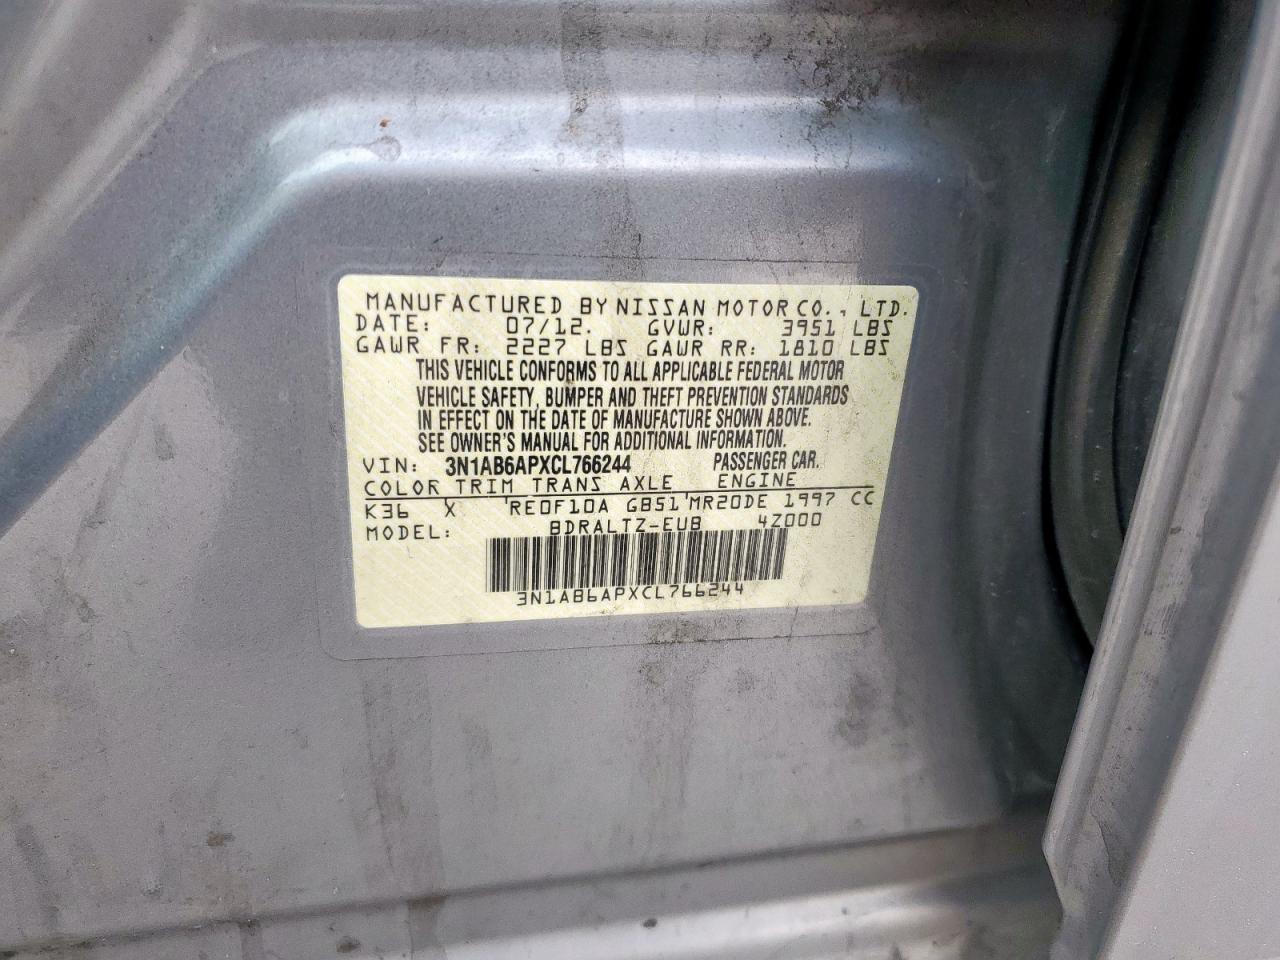 MANUFACTURED BY NISSAN MOTOR CO., LTD.
DATE: 07/12. GVWR: 3951 LBS
GAWR FR: 2227 LBS GAWR RR: 1810 LBS
THIS VEHICLE CONFORMS TO ALL APPLICABLE FEDERAL MOTOR
VEHICLE SAFETY, BUMPER AND THEFT PREVENTION STANDARDS
IN EFFECT ON THE DATE OF MANUFACTURE SHOWN ABOVE.
SEE OWNER'S MANUAL FOR ADDITIONAL INFORMATION.
VIN: 3N1AB6APXCL766244 PASSENGER CAR.
COLOR TRIM TRANS AXLE ENGINE
K36 X RE0F10A GB51 MR20DE 1997 CC
MODEL: BDRALTZ-EUB 4Z000
3N1AB6APXCL766244